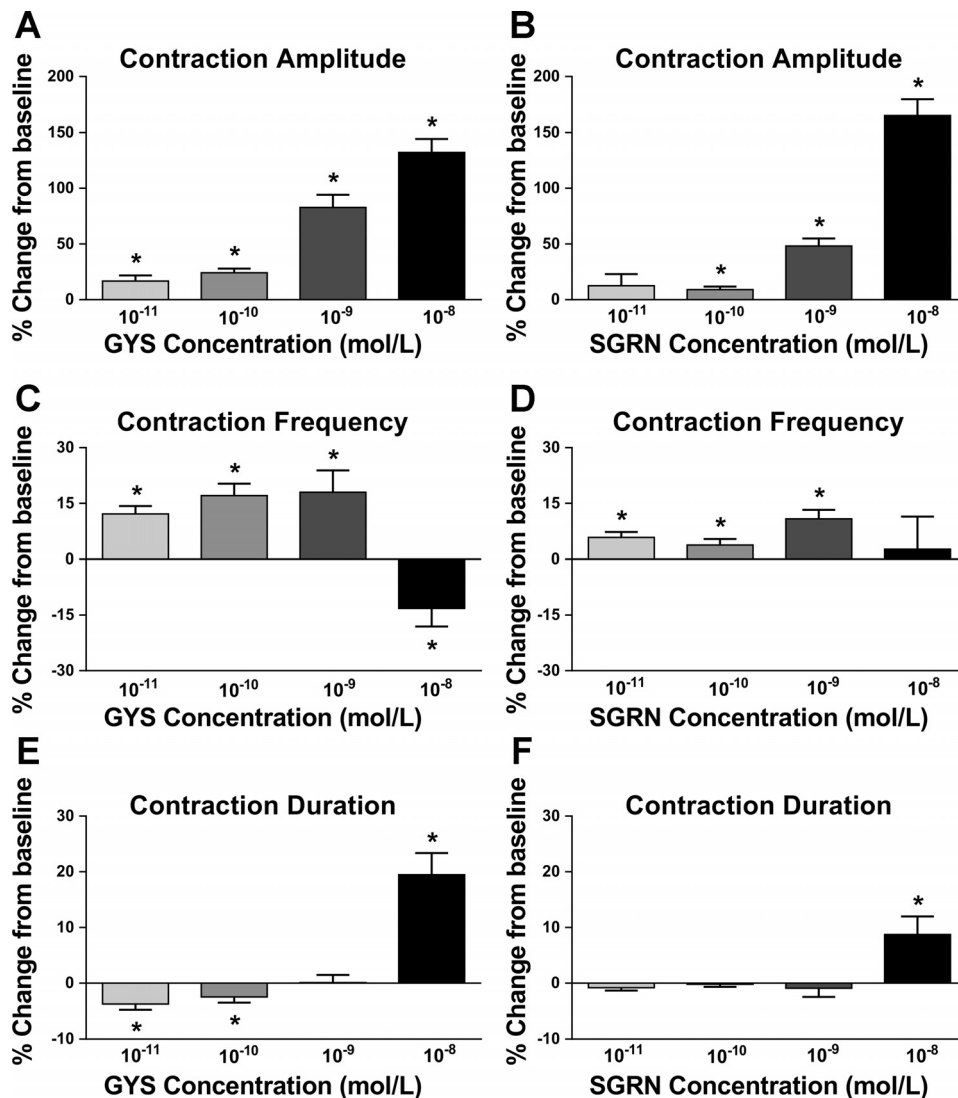 A
Contraction Amplitude
% Change from baseline
200
150
100
50
0
* * * *
10⁻¹¹ 10⁻¹⁰ 10⁻⁹ 10⁻⁸
GYS Concentration (mol/L)
B
Contraction Amplitude
% Change from baseline
200
150
100
50
0
* * *
10⁻¹¹ 10⁻¹⁰ 10⁻⁹ 10⁻⁸
SGRN Concentration (mol/L)
C
Contraction Frequency
% Change from baseline
30
15
0
-15
-30
* * * *
10⁻¹¹ 10⁻¹⁰ 10⁻⁹ 10⁻⁸
GYS Concentration (mol/L)
D
Contraction Frequency
% Change from baseline
30
15
0
-15
-30
* * *
10⁻¹¹ 10⁻¹⁰ 10⁻⁹ 10⁻⁸
SGRN Concentration (mol/L)
E
Contraction Duration
% Change from baseline
30
20
10
0
-10
* * *
10⁻¹¹ 10⁻¹⁰ 10⁻⁹ 10⁻⁸
GYS Concentration (mol/L)
F
Contraction Duration
% Change from baseline
30
20
10
0
-10
*
10⁻¹¹ 10⁻¹⁰ 10⁻⁹ 10⁻⁸
SGRN Concentration (mol/L)